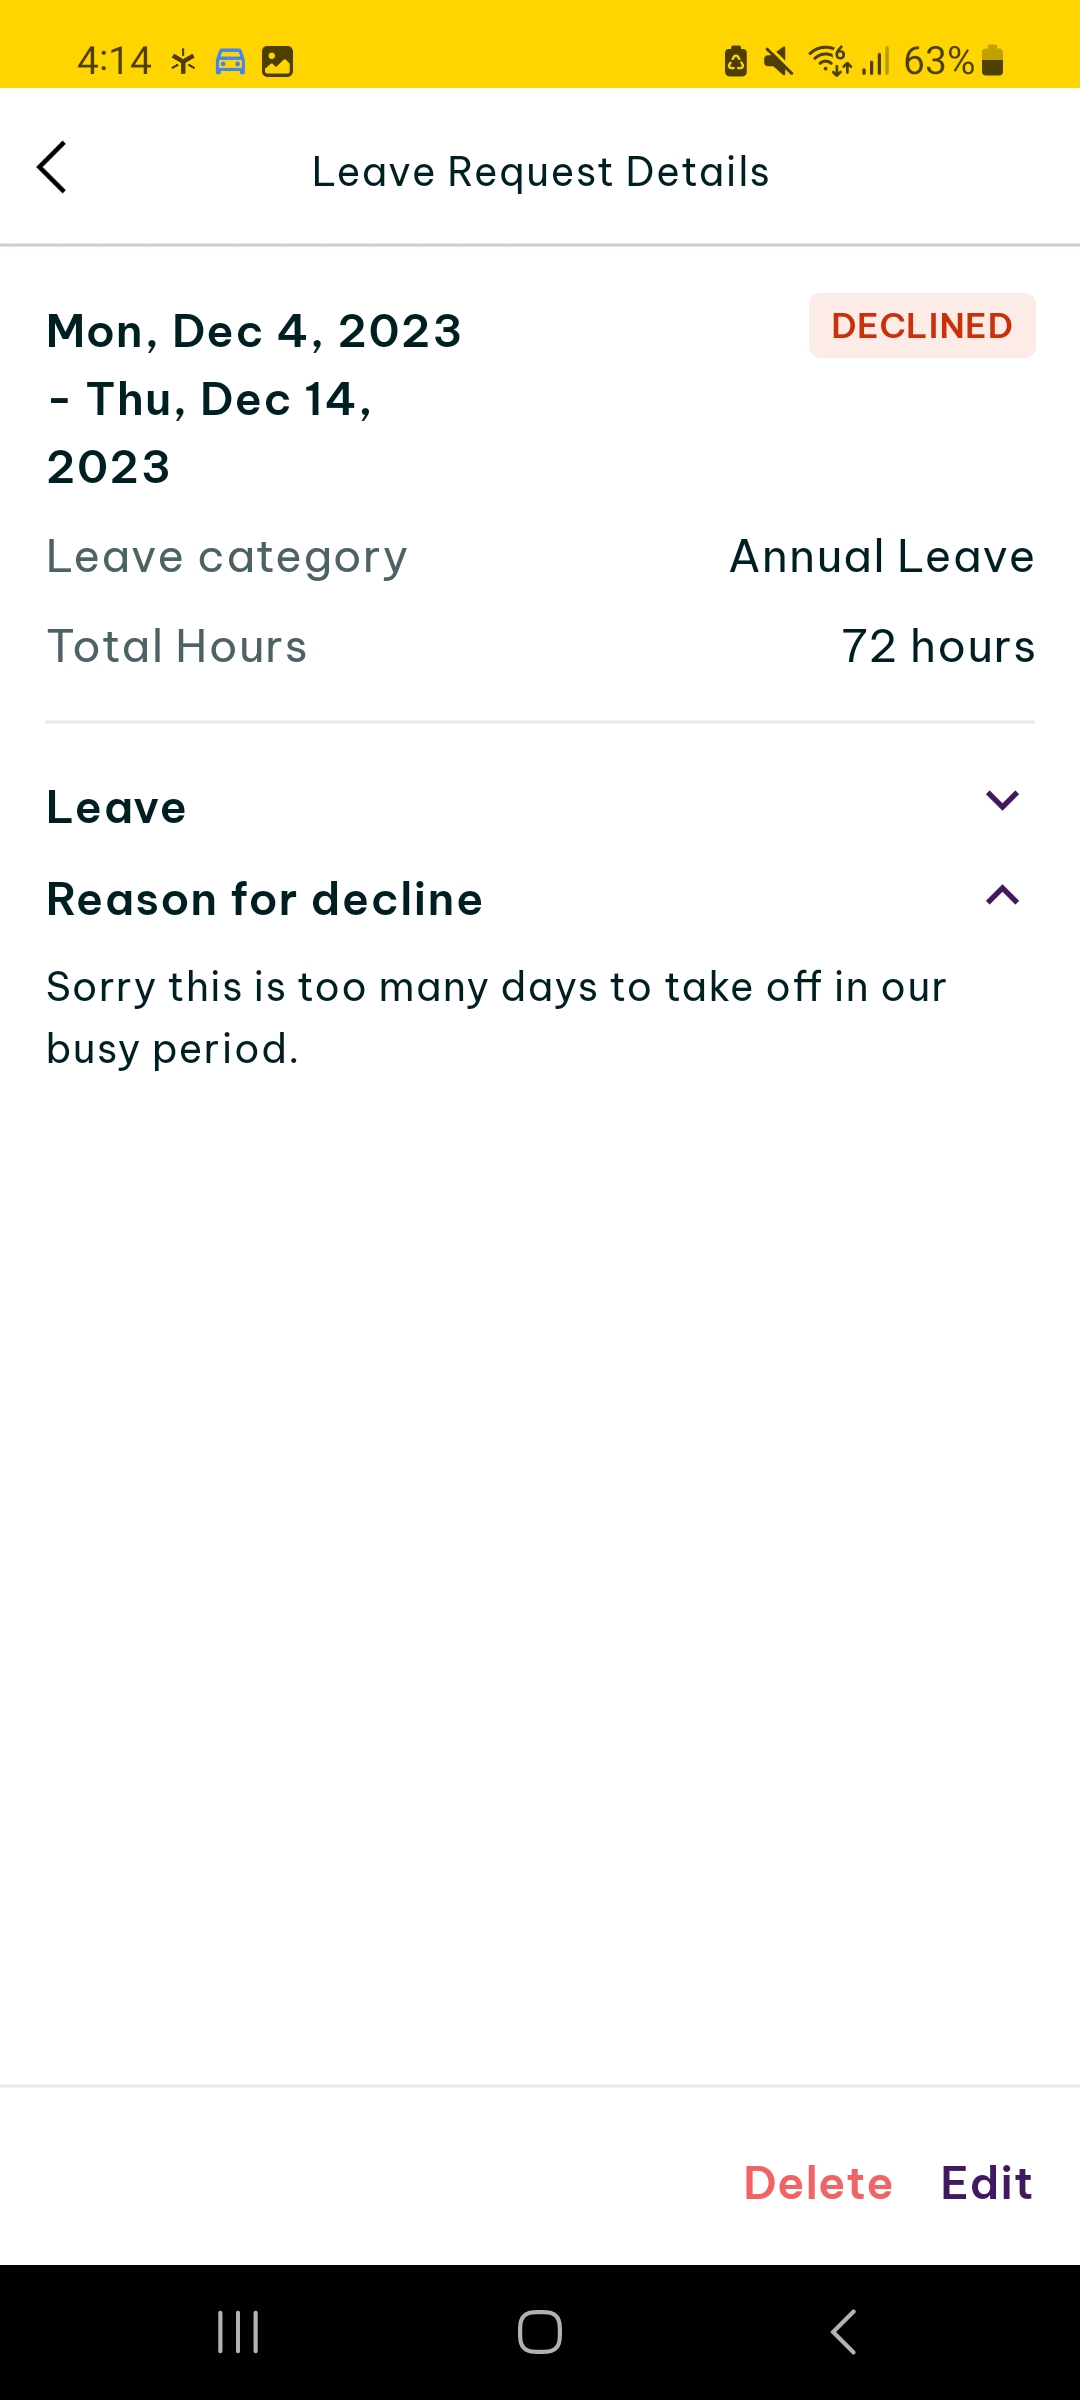 4:14
63%
Leave Request Details
Mon, Dec 4, 2023
- Thu, Dec 14,
2023
DECLINED
Leave category
Annual Leave
Total Hours
72 hours
Leave
Reason for decline
Sorry this is too many days to take off in our
busy period.
Delete Edit